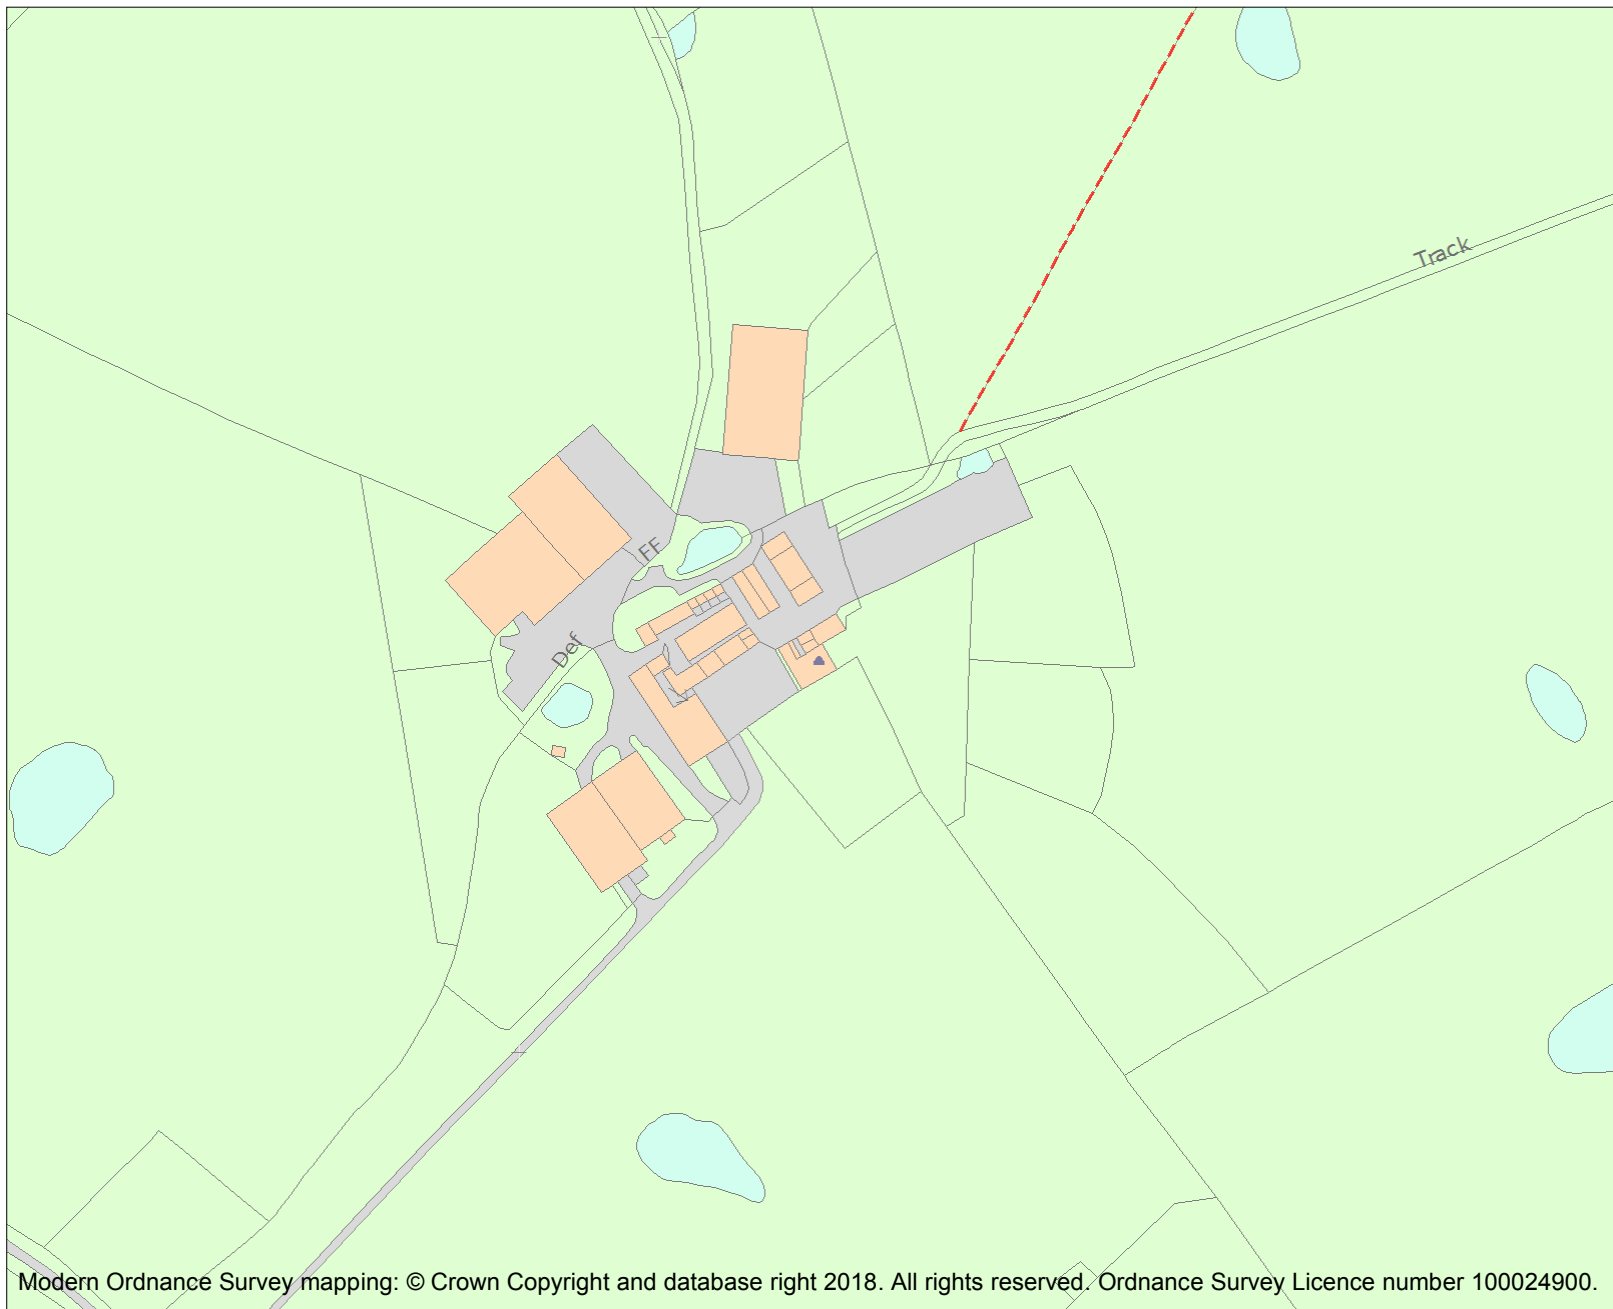 Track
FF
Def
Modern Ordnance Survey mapping: © Crown Copyright and database right 2018. All rights reserved. Ordnance Survey Licence number 100024900.